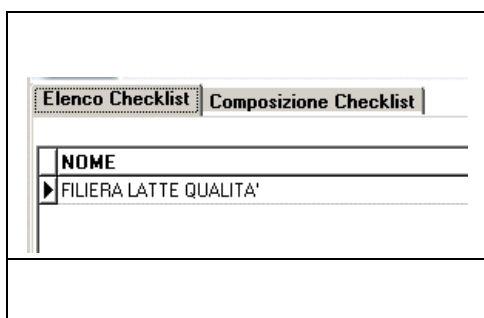 Elenco Checklist Composizione Checklist
NOME
FILIERA LATTE QUALITA'